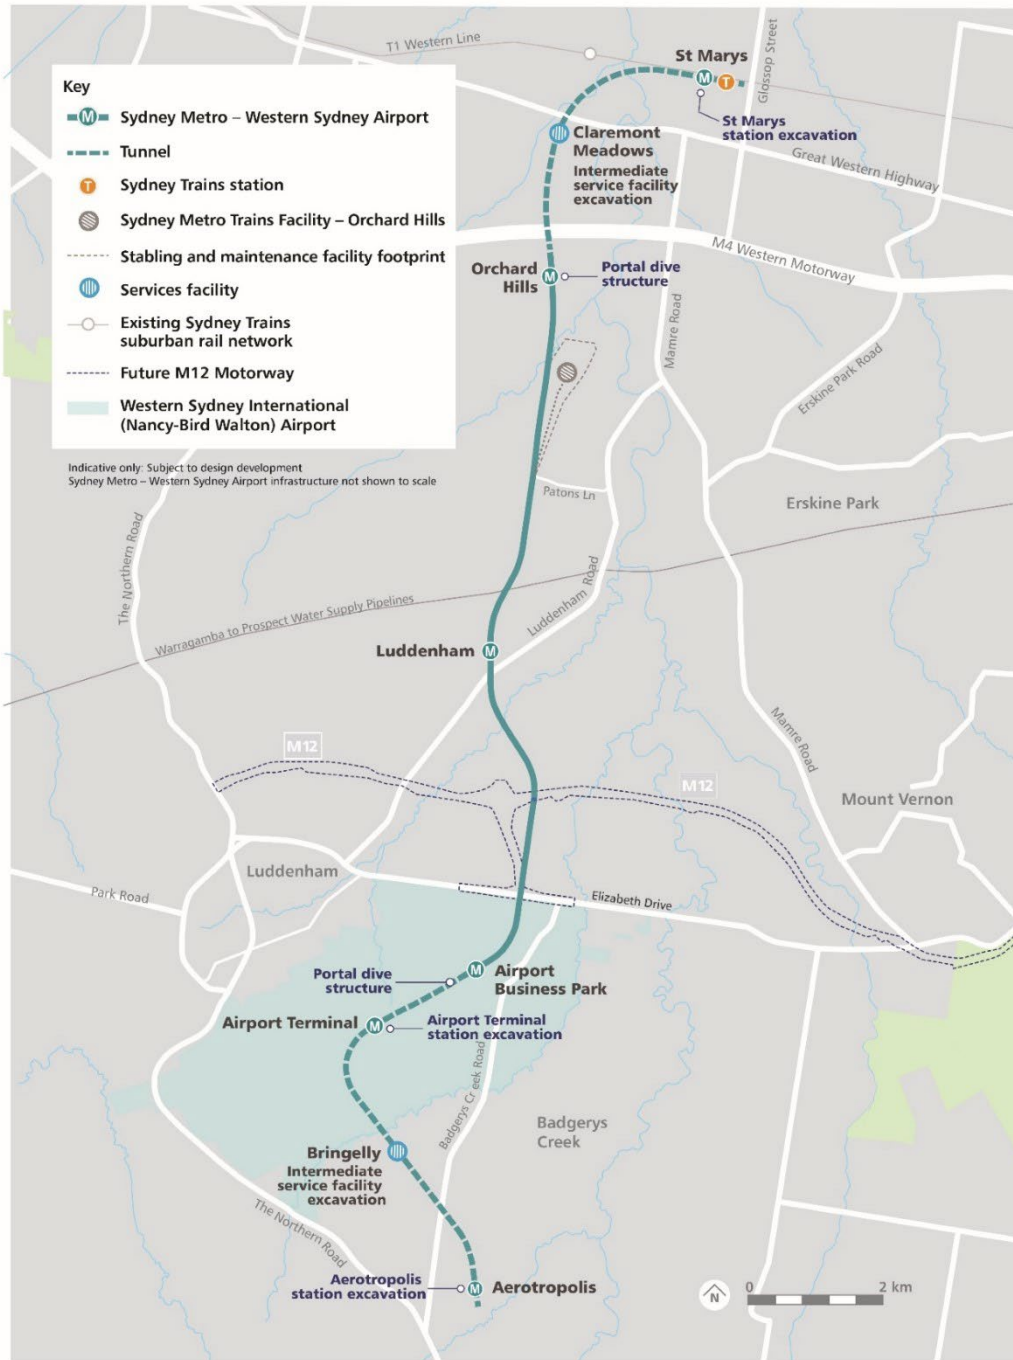 T1 Western Line
St Marys
M
T
Glossop Street
St Marys
station excavation
Key
M
Sydney Metro – Western Sydney Airport
Tunnel
T
Sydney Trains station
Sydney Metro Trains Facility – Orchard Hills
Stabling and maintenance facility footprint
Services facility
Existing Sydney Trains
suburban rail network
Future M12 Motorway
Western Sydney International
(Nancy-Bird Walton) Airport
Indicative only: Subject to design development
Sydney Metro – Western Sydney Airport infrastructure not shown to scale
Claremont
Meadows
Intermediate
service facility
excavation
Great Western Highway
M4 Western Motorway
Orchard
Hills
M
Portal dive
structure
Mamre Road
Erskine Park Road
Patons Ln
Erskine Park
The Northern Road
Warragamba to Prospect Water Supply Pipelines
Luddenham Road
Luddenham
M
Mamre Road
M12
M12
Mount Vernon
Luddenham
Park Road
Elizabeth Drive
Portal dive
structure
M
Airport
Business Park
Airport Terminal
M
Airport Terminal
station excavation
Badgerys Creek Road
Badgerys
Creek
Bringelly
Intermediate
service facility
excavation
The Northern Road
Aerotropolis
station excavation
M
Aerotropolis
N
0
2 km